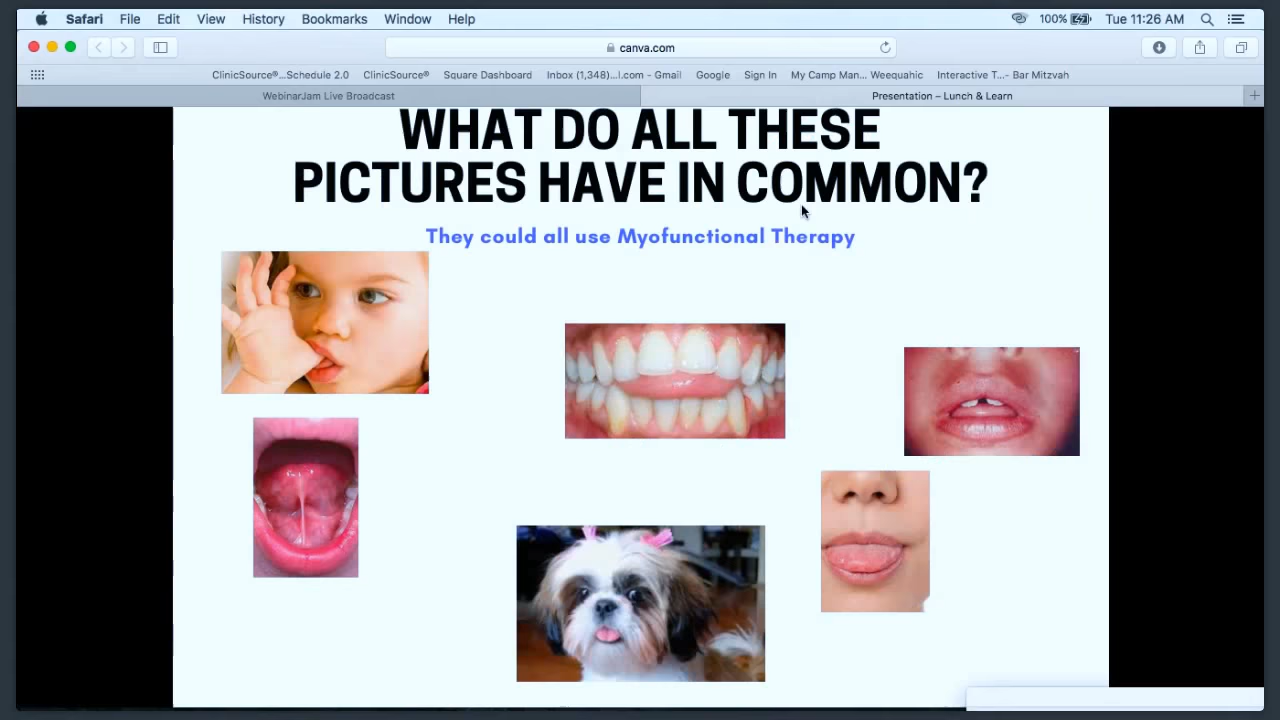 Safari File Edit View History Bookmarks Window Help 100% Tue 11:26 AM
canva.com
ClinicSource®...Schedule 2.0 ClinicSource® Square Dashboard Inbox (1,348)...l.com - Gmail Google Sign In My Camp Man... Weequahic Interactive T...- Bar Mitzvah
WebinarJam Live Broadcast Presentation – Lunch & Learn
WHAT DO ALL THESE
PICTURES HAVE IN COMMON?
They could all use Myofunctional Therapy